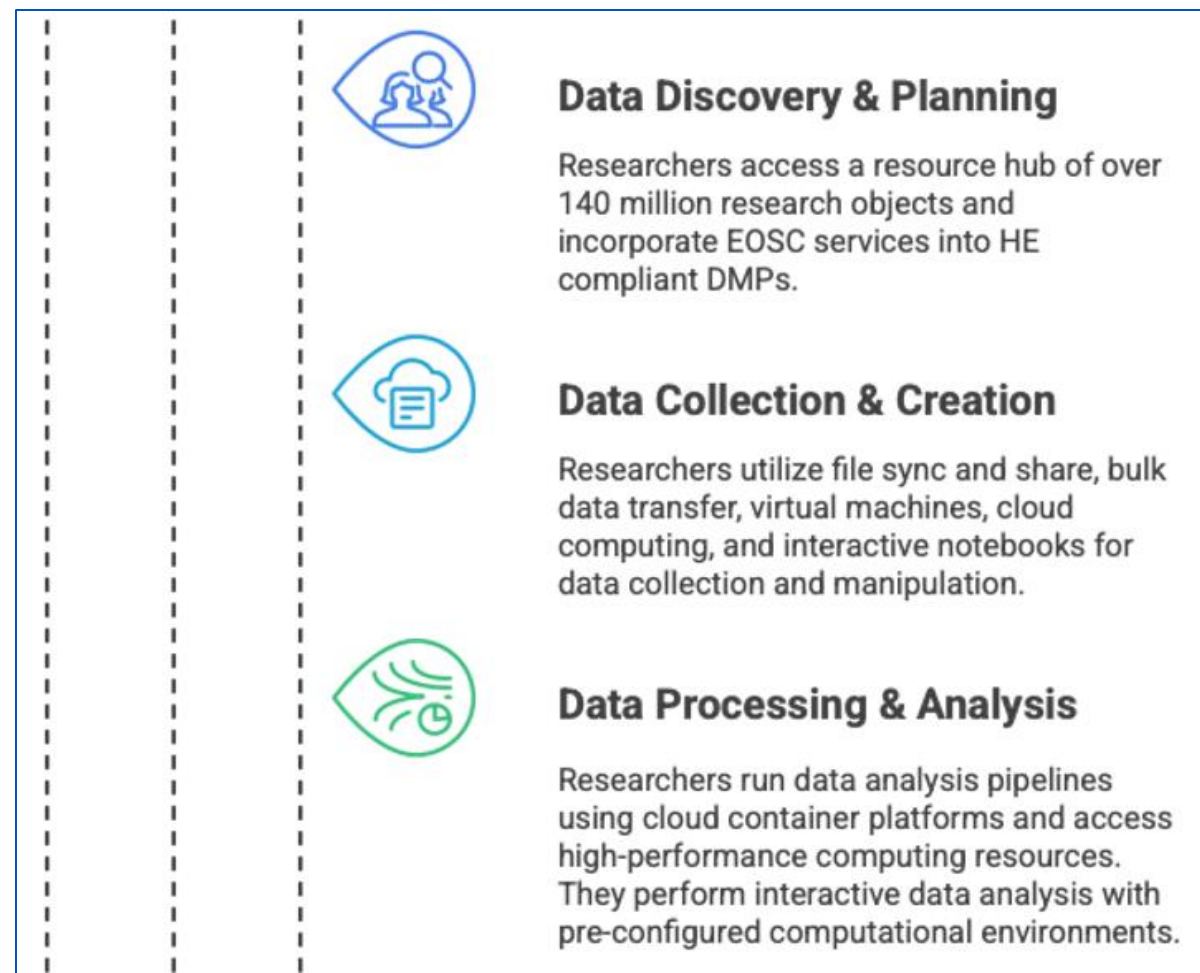 Data Discovery & Planning
Researchers access a resource hub of over
140 million research objects and
incorporate EOSC services into HE
compliant DMPs.
Data Collection & Creation
Researchers utilize file sync and share, bulk
data transfer, virtual machines, cloud
computing, and interactive notebooks for
data collection and manipulation.
Data Processing & Analysis
Researchers run data analysis pipelines
using cloud container platforms and access
high-performance computing resources.
They perform interactive data analysis with
pre-configured computational environments.